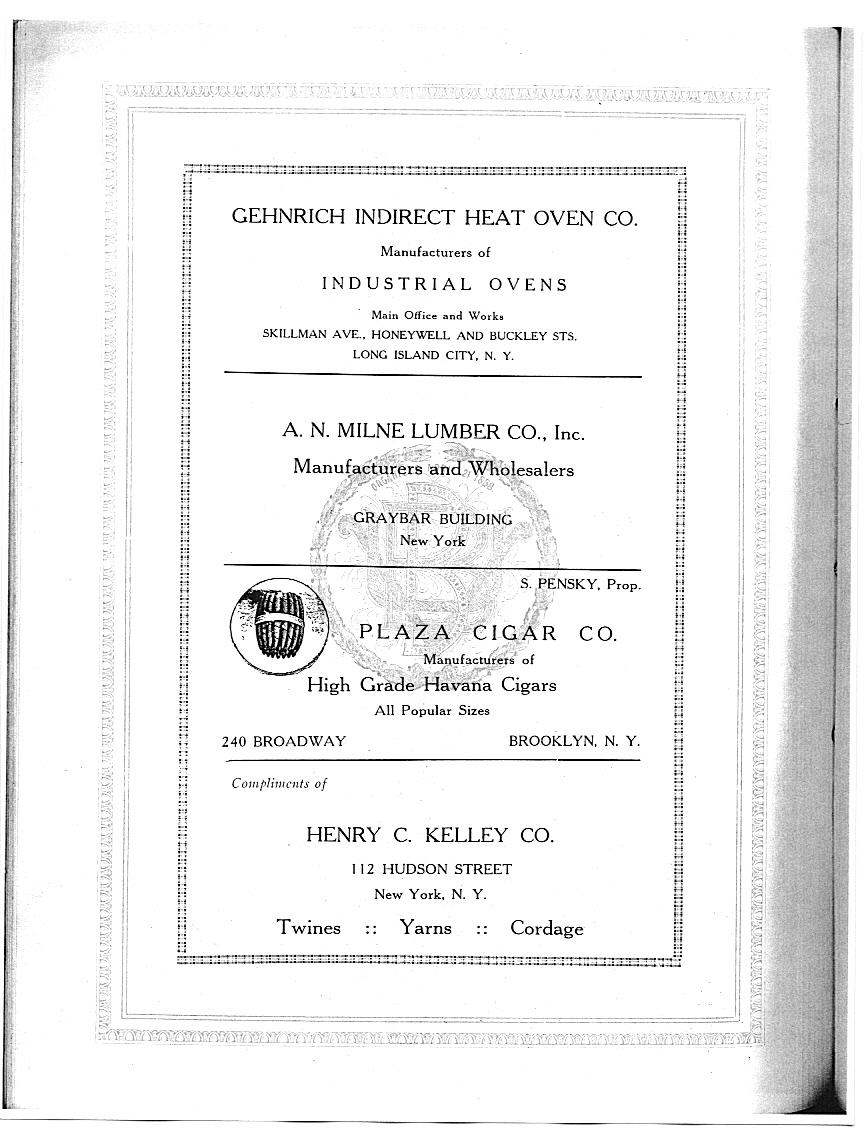 GEHNRICH INDIRECT HEAT OVEN CO.
Manufacturers of
INDUSTRIAL OVENS
Main Office and Works
SKILLMAN AVE., HONEYWELL AND BUCKLEY STS.
LONG ISLAND CITY, N. Y.
A. N. MILNE LUMBER CO., Inc.
Manufacturers and Wholesalers
GRAYBAR BUILDING
New York
S. PENSKY, Prop.
PLAZA CIGAR CO.
Manufacturers of
High Grade Havana Cigars
All Popular Sizes
240 BROADWAY BROOKLYN, N. Y.
Compliments of
HENRY C. KELLEY CO.
112 HUDSON STREET
New York, N. Y.
Twines :: Yarns :: Cordage